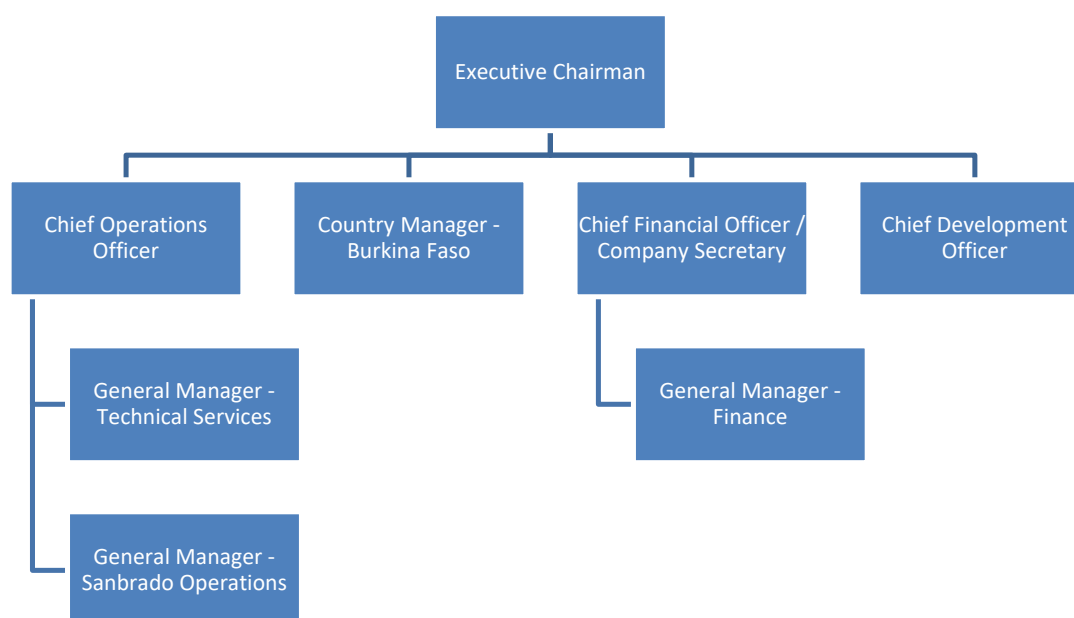 Executive Chairman
Chief Operations
Officer
Country Manager -
Burkina Faso
Chief Financial Officer /
Company Secretary
Chief Development
Officer
General Manager -
Technical Services
General Manager -
Finance
General Manager -
Sanbrado Operations